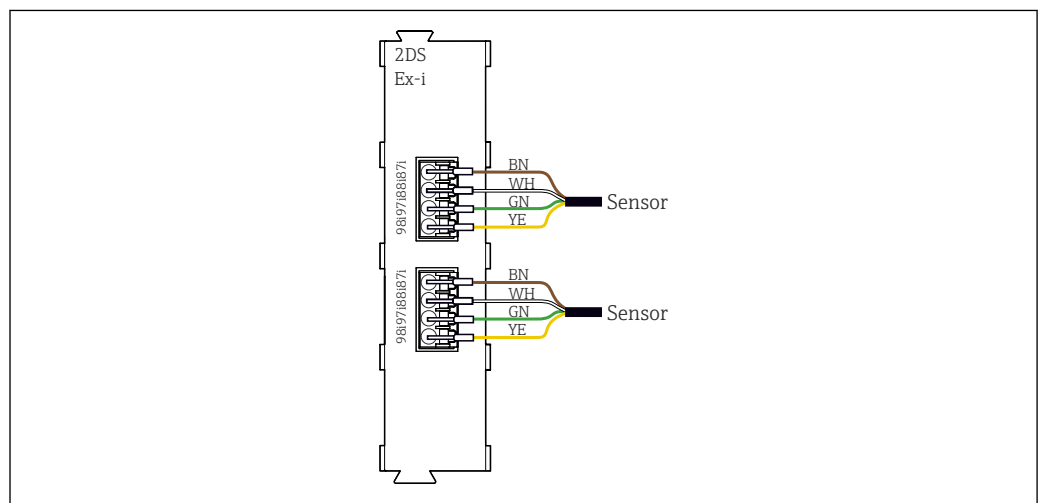 2DS
Ex-i
98i97i88i87i
BN
WH
GN
YE
Sensor
98i97i88i87i
BN
WH
GN
YE
Sensor